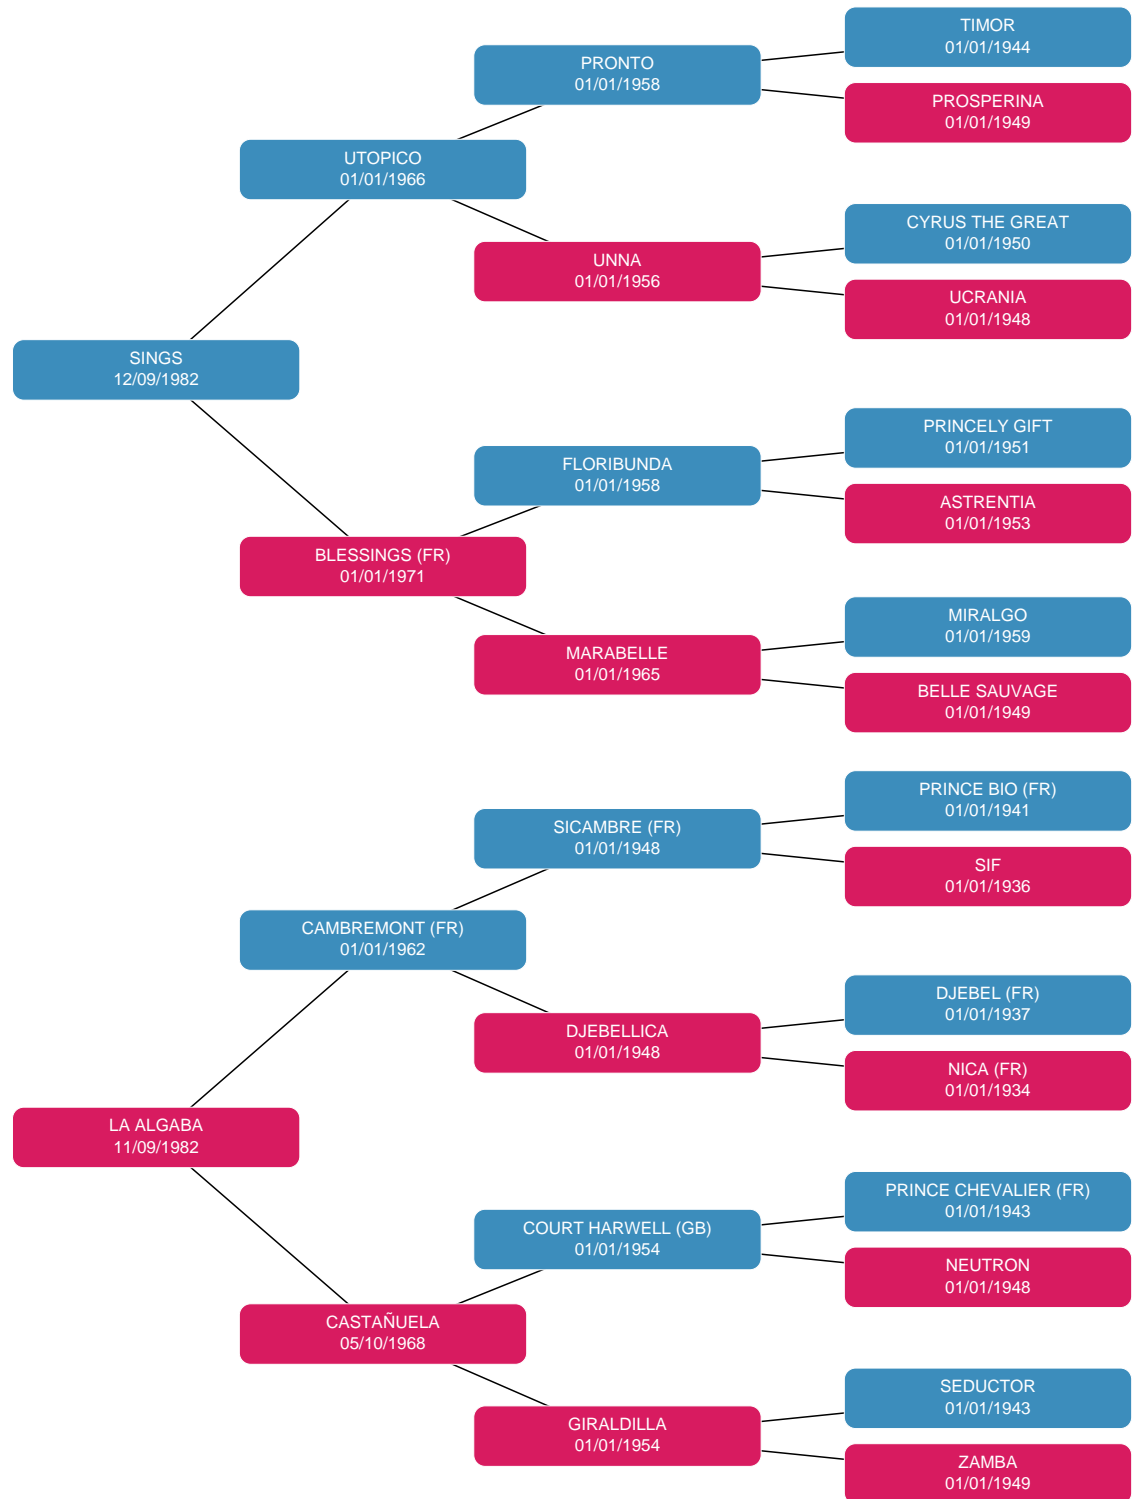 TIMOR
01/01/1944
PRONTO
01/01/1958
PROSPERINA
01/01/1949
UTOPICO
01/01/1966
CYRUS THE GREAT
01/01/1950
UNNA
01/01/1956
UCRANIA
01/01/1948
SINGS
12/09/1982
PRINCELY GIFT
01/01/1951
FLORIBUNDA
01/01/1958
ASTRENTIA
01/01/1953
BLESSINGS (FR)
01/01/1971
MIRALGO
01/01/1959
MARABELLE
01/01/1965
BELLE SAUVAGE
01/01/1949
PRINCE BIO (FR)
01/01/1941
SICAMBRE (FR)
01/01/1948
SIF
01/01/1936
CAMBREMONT (FR)
01/01/1962
DJEBEL (FR)
01/01/1937
DJEBELLICA
01/01/1948
NICA (FR)
01/01/1934
LA ALGABA
11/09/1982
PRINCE CHEVALIER (FR)
01/01/1943
COURT HARWELL (GB)
01/01/1954
NEUTRON
01/01/1948
CASTAÑUELA
05/10/1968
SEDUCTOR
01/01/1943
GIRALDILLA
01/01/1954
ZAMBA
01/01/1949